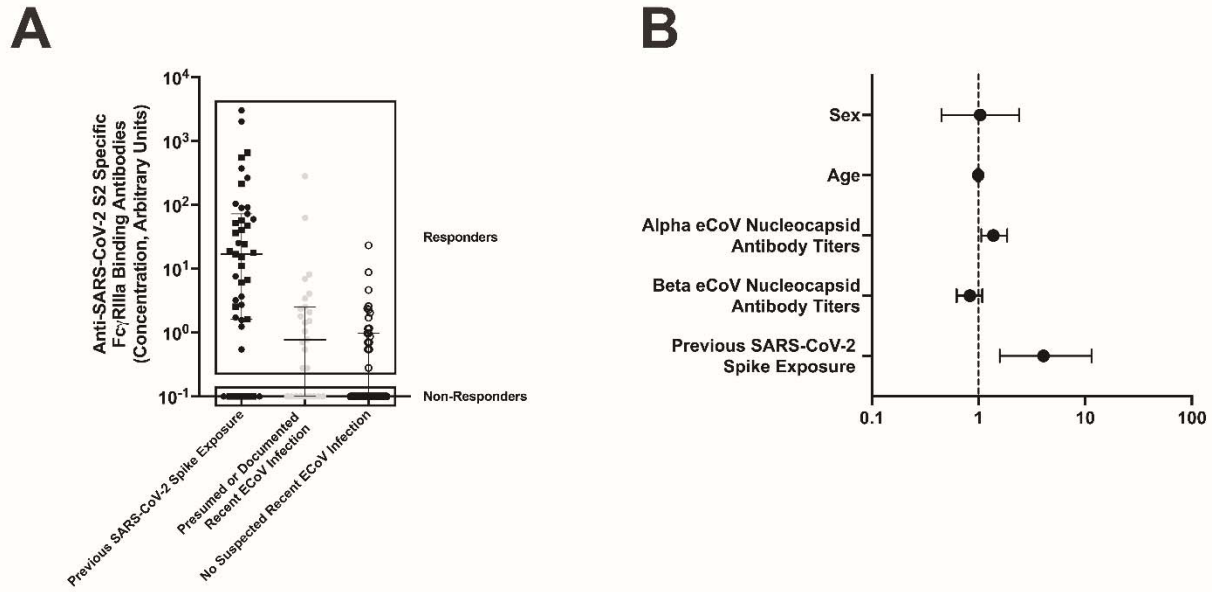 A
Anti-SARS-CoV-2 S2 Specific
FcγRIIIa Binding Antibodies
(Concentration, Arbitrary Units)
10⁴
10³
10²
10¹
10⁰
10⁻¹
Responders
Non-Responders
Previous SARS-CoV-2 Spike Exposure
Presumed or Documented
Recent ECoV Infection
No Suspected Recent ECoV Infection
B
Sex
Age
Alpha eCoV Nucleocapsid
Antibody Titers
Beta eCoV Nucleocapsid
Antibody Titers
Previous SARS-CoV-2
Spike Exposure
0.1 1 10 100